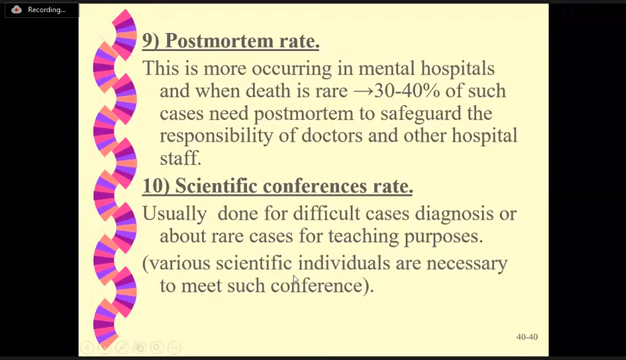 Recording...
9) Postmortem rate.
This is more occurring in mental hospitals
and when death is rare →30-40% of such
cases need postmortem to safeguard the
responsibility of doctors and other hospital
staff.
10) Scientific conferences rate.
Usually done for difficult cases diagnosis or
about rare cases for teaching purposes.
(various scientific individuals are necessary
to meet such conference).
40-40